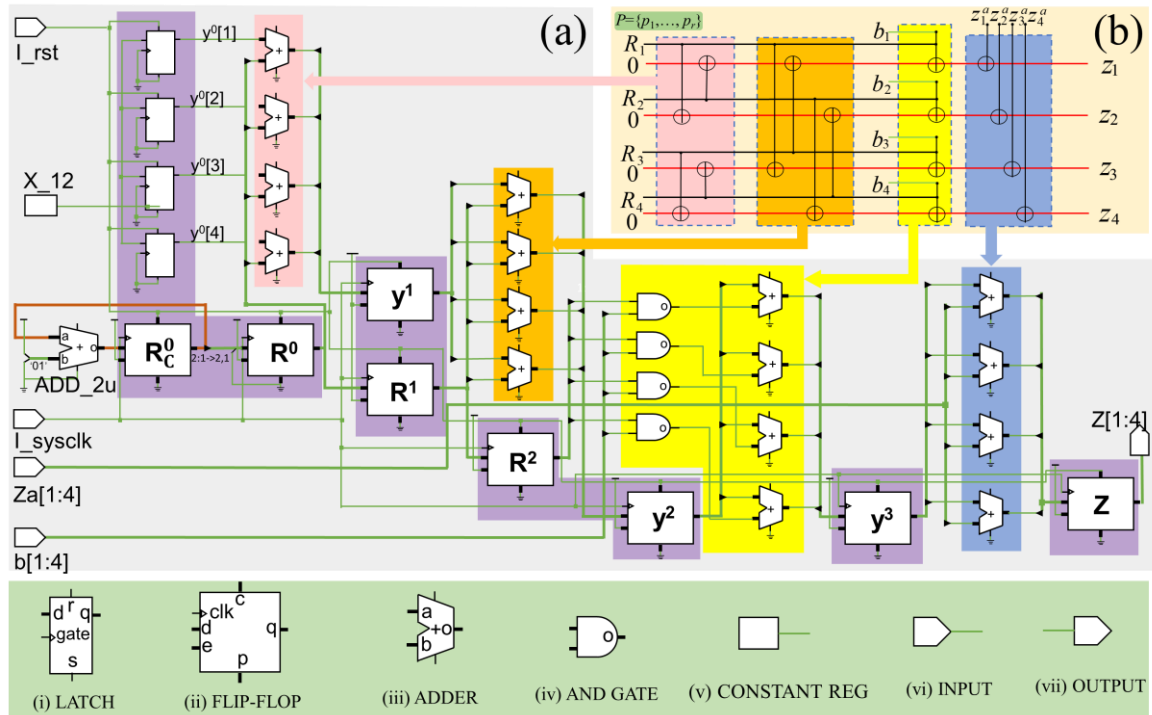 (a)
I_rst
y⁰[1]
y⁰[2]
y⁰[3]
y⁰[4]
X_12
+
+
+
+
P={p₁,…, pᵣ}
(b)
z₁ᵃz₂ᵃz₃ᵃz₄ᵃ
R₁
0
b₁
z₁
R₂
0
b₂
z₂
R₃
0
b₃
z₃
R₄
0
b₄
z₄
+
+
+
+
a
b
+
o
'01'
ADD_2u
R⁰_C
2:1->2,1
R⁰
y¹
R¹
R²
y²
o
o
o
o
+
+
+
+
y³
+
+
+
+
Z
Z[1:4]
I_sysclk
Za[1:4]
b[1:4]
d r q
gate
s
(i) LATCH
c
clk
d
e
q
p
(ii) FLIP-FLOP
a
+o
b
(iii) ADDER
o
(iv) AND GATE
(v) CONSTANT REG
(vi) INPUT
(vii) OUTPUT